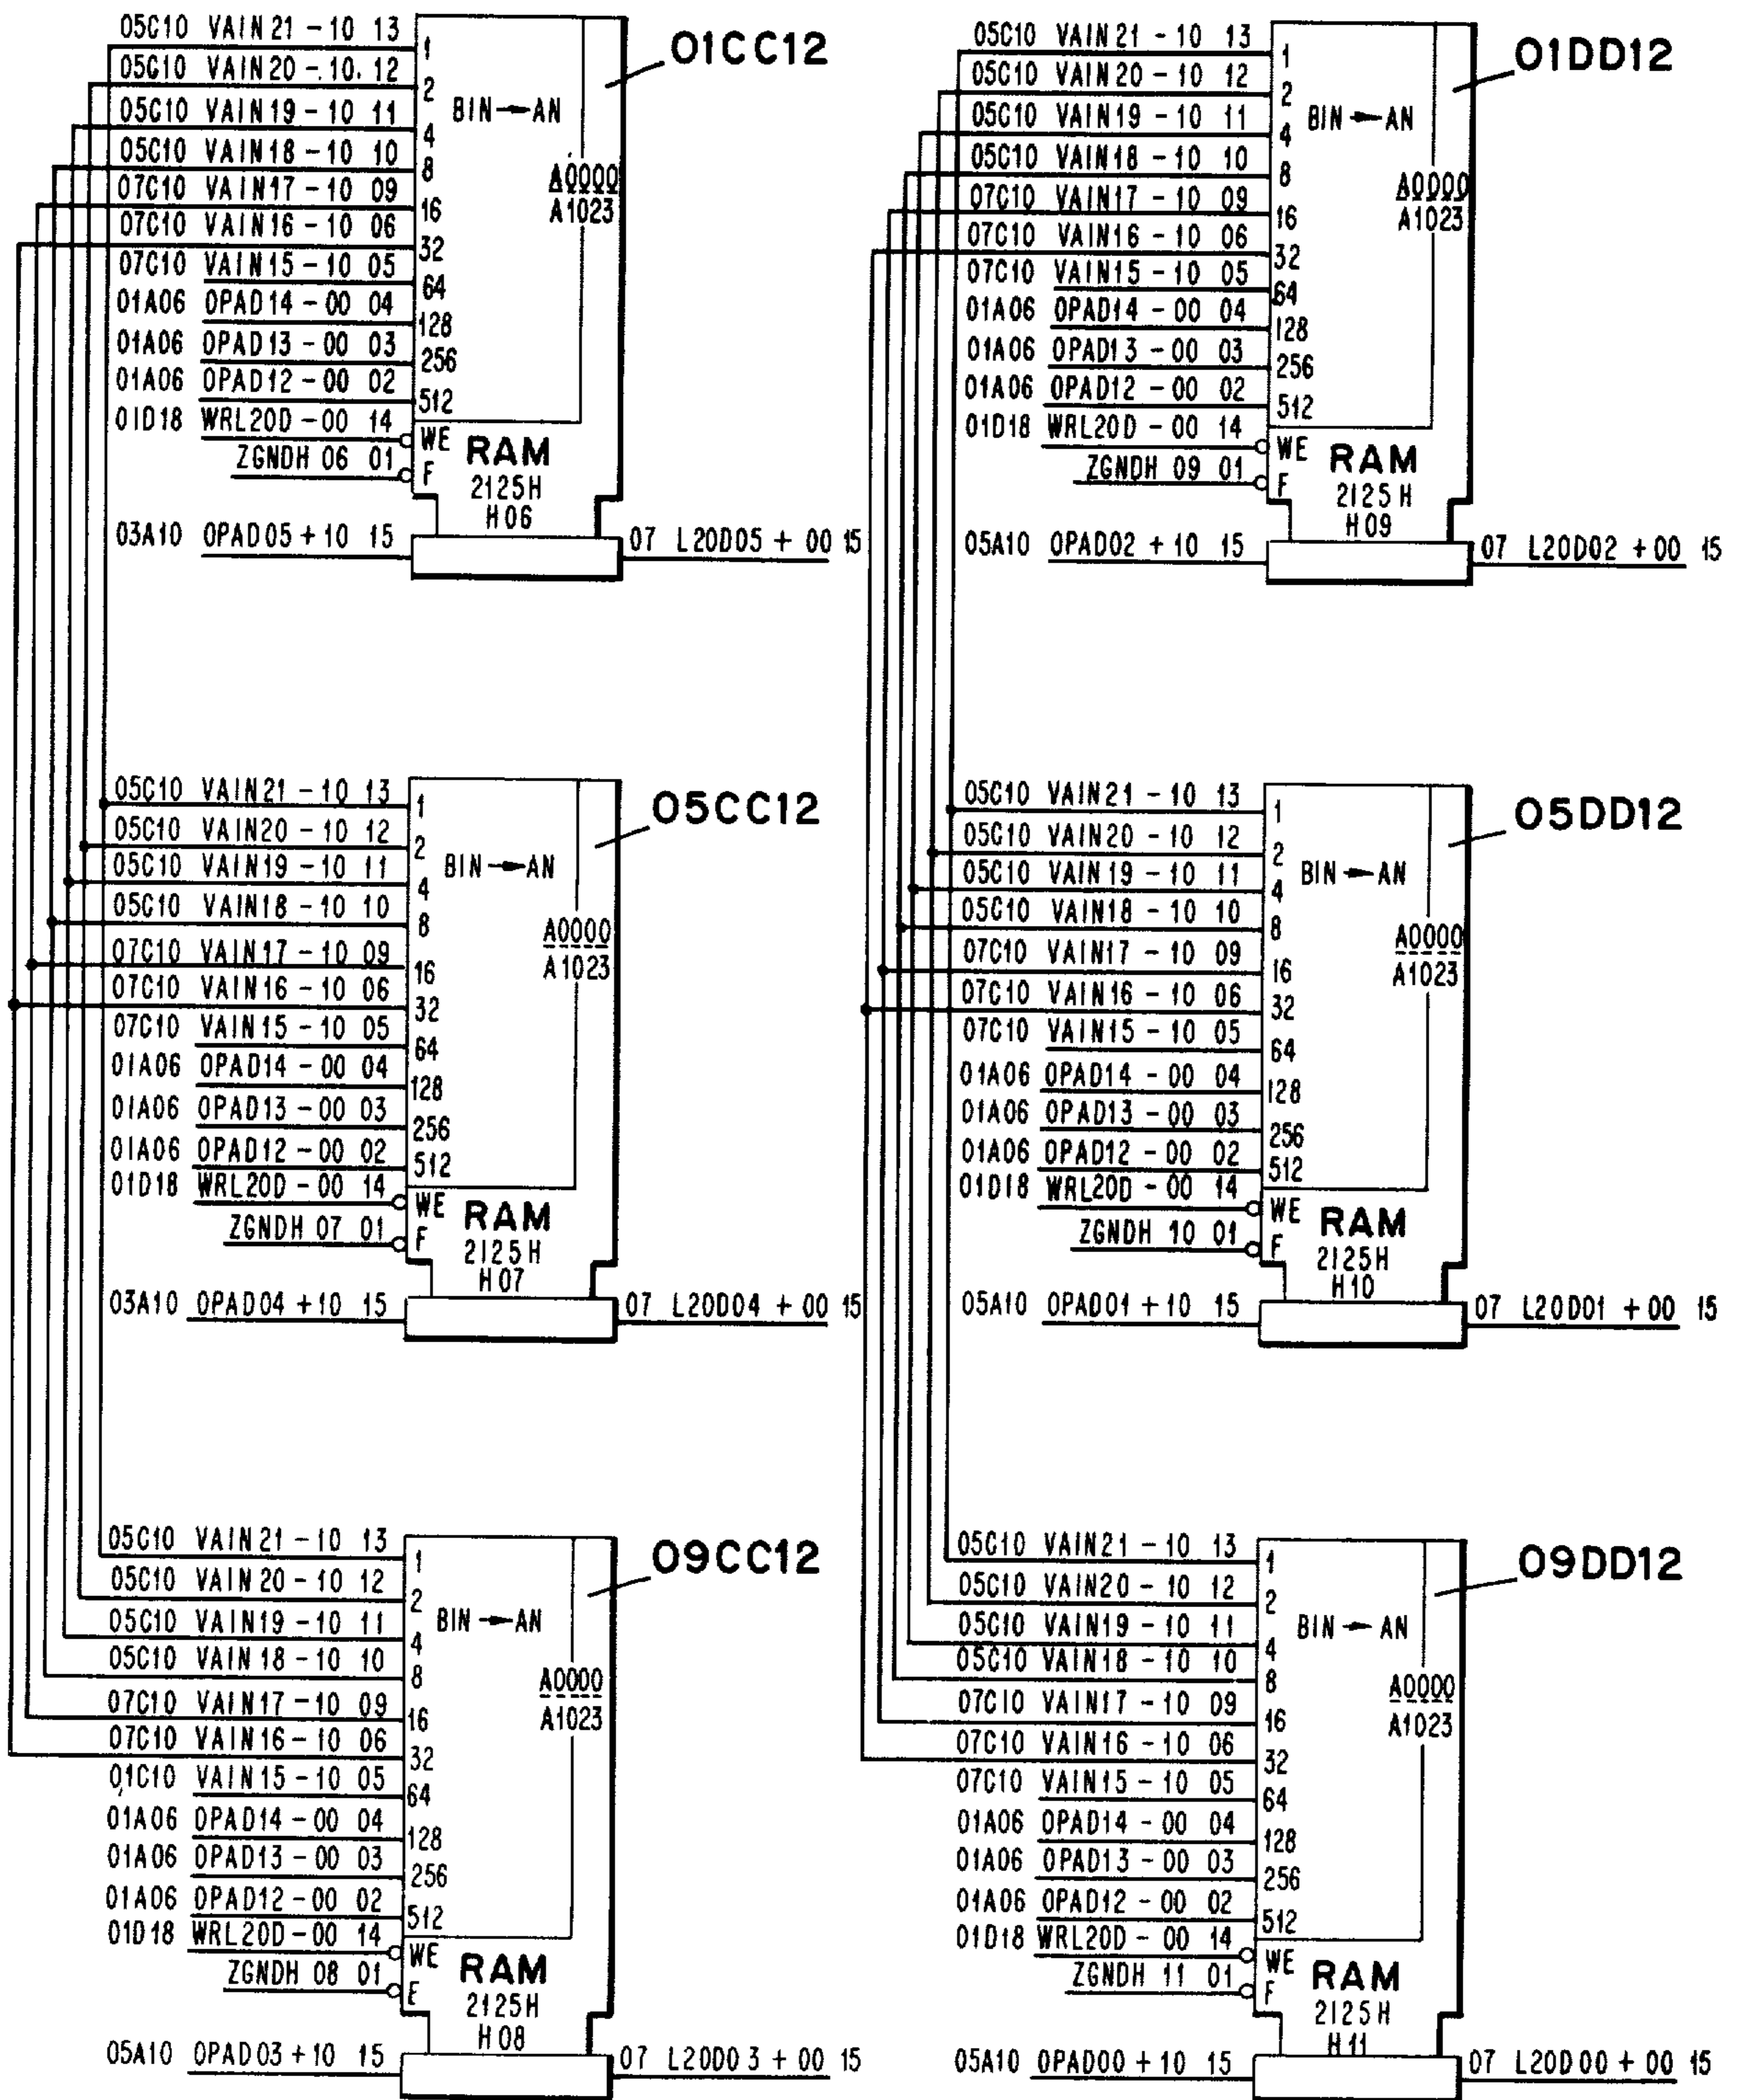 05C10 VAIN21-10 13
1
01CC12
05C10 VAIN20-10 12
2
BIN→AN
05C10 VAIN19-10 11
4
05C10 VAIN18-10 10
8
A0000
A1023
07C10 VAIN17-10 09
16
07C10 VAIN16-10 06
32
07C10 VAIN15-10 05
64
01A06 OPAD14-00 04
128
01A06 OPAD13-00 03
256
01A06 OPAD12-00 02
512
01D18 WRL20D-00 14
WE
RAM
ZGNDH 06 01
F
2125H
H06
03A10 OPAD05+10 15
07 L20D05+00 15
05C10 VAIN21-10 13
1
01DD12
05C10 VAIN20-10 12
2
BIN→AN
05C10 VAIN19-10 11
4
05C10 VAIN18-10 10
8
A0000
A1023
07C10 VAIN17-10 09
16
07C10 VAIN16-10 06
32
07C10 VAIN15-10 05
64
01A06 OPAD14-00 04
128
01A06 OPAD13-00 03
256
01A06 OPAD12-00 02
512
01D18 WRL20D-00 14
WE
RAM
ZGNDH 09 01
F
2125H
H09
05A10 OPAD02+10 15
07 L20D02+00 15
05C10 VAIN21-10 13
1
05CC12
05C10 VAIN20-10 12
2
BIN→AN
05C10 VAIN19-10 11
4
05C10 VAIN18-10 10
8
A0000
A1023
07C10 VAIN17-10 09
16
07C10 VAIN16-10 06
32
07C10 VAIN15-10 05
64
01A06 OPAD14-00 04
128
01A06 OPAD13-00 03
256
01A06 OPAD12-00 02
512
01D18 WRL20D-00 14
WE
RAM
ZGNDH 07 01
F
2125H
H07
03A10 OPAD04+10 15
07 L20D04+00 15
05C10 VAIN21-10 13
1
05DD12
05C10 VAIN20-10 12
2
BIN→AN
05C10 VAIN19-10 11
4
05C10 VAIN18-10 10
8
A0000
A1023
07C10 VAIN17-10 09
16
07C10 VAIN16-10 06
32
07C10 VAIN15-10 05
64
01A06 OPAD14-00 04
128
01A06 OPAD13-00 03
256
01A06 OPAD12-00 02
512
01D18 WRL20D-00 14
WE
RAM
ZGNDH 10 01
F
2125H
H10
05A10 OPAD01+10 15
07 L20D01+00 15
05C10 VAIN21-10 13
1
09CC12
05C10 VAIN20-10 12
2
BIN→AN
05C10 VAIN19-10 11
4
05C10 VAIN18-10 10
8
A0000
A1023
07C10 VAIN17-10 09
16
07C10 VAIN16-10 06
32
01C10 VAIN15-10 05
64
01A06 OPAD14-00 04
128
01A06 OPAD13-00 03
256
01A06 OPAD12-00 02
512
01D18 WRL20D-00 14
WE
RAM
ZGNDH 08 01
E
2125H
H08
05A10 OPAD03+10 15
07 L20D03+00 15
05C10 VAIN21-10 13
1
09DD12
05C10 VAIN20-10 12
2
BIN→AN
05C10 VAIN19-10 11
4
05C10 VAIN18-10 10
8
A0000
A1023
07C10 VAIN17-10 09
16
07C10 VAIN16-10 06
32
07C10 VAIN15-10 05
64
01A06 OPAD14-00 04
128
01A06 OPAD13-00 03
256
01A06 OPAD12-00 02
512
01D18 WRL20D-00 14
WE
RAM
ZGNDH 11 01
F
2125H
H11
05A10 OPAD00+10 15
07 L20D00+00 15